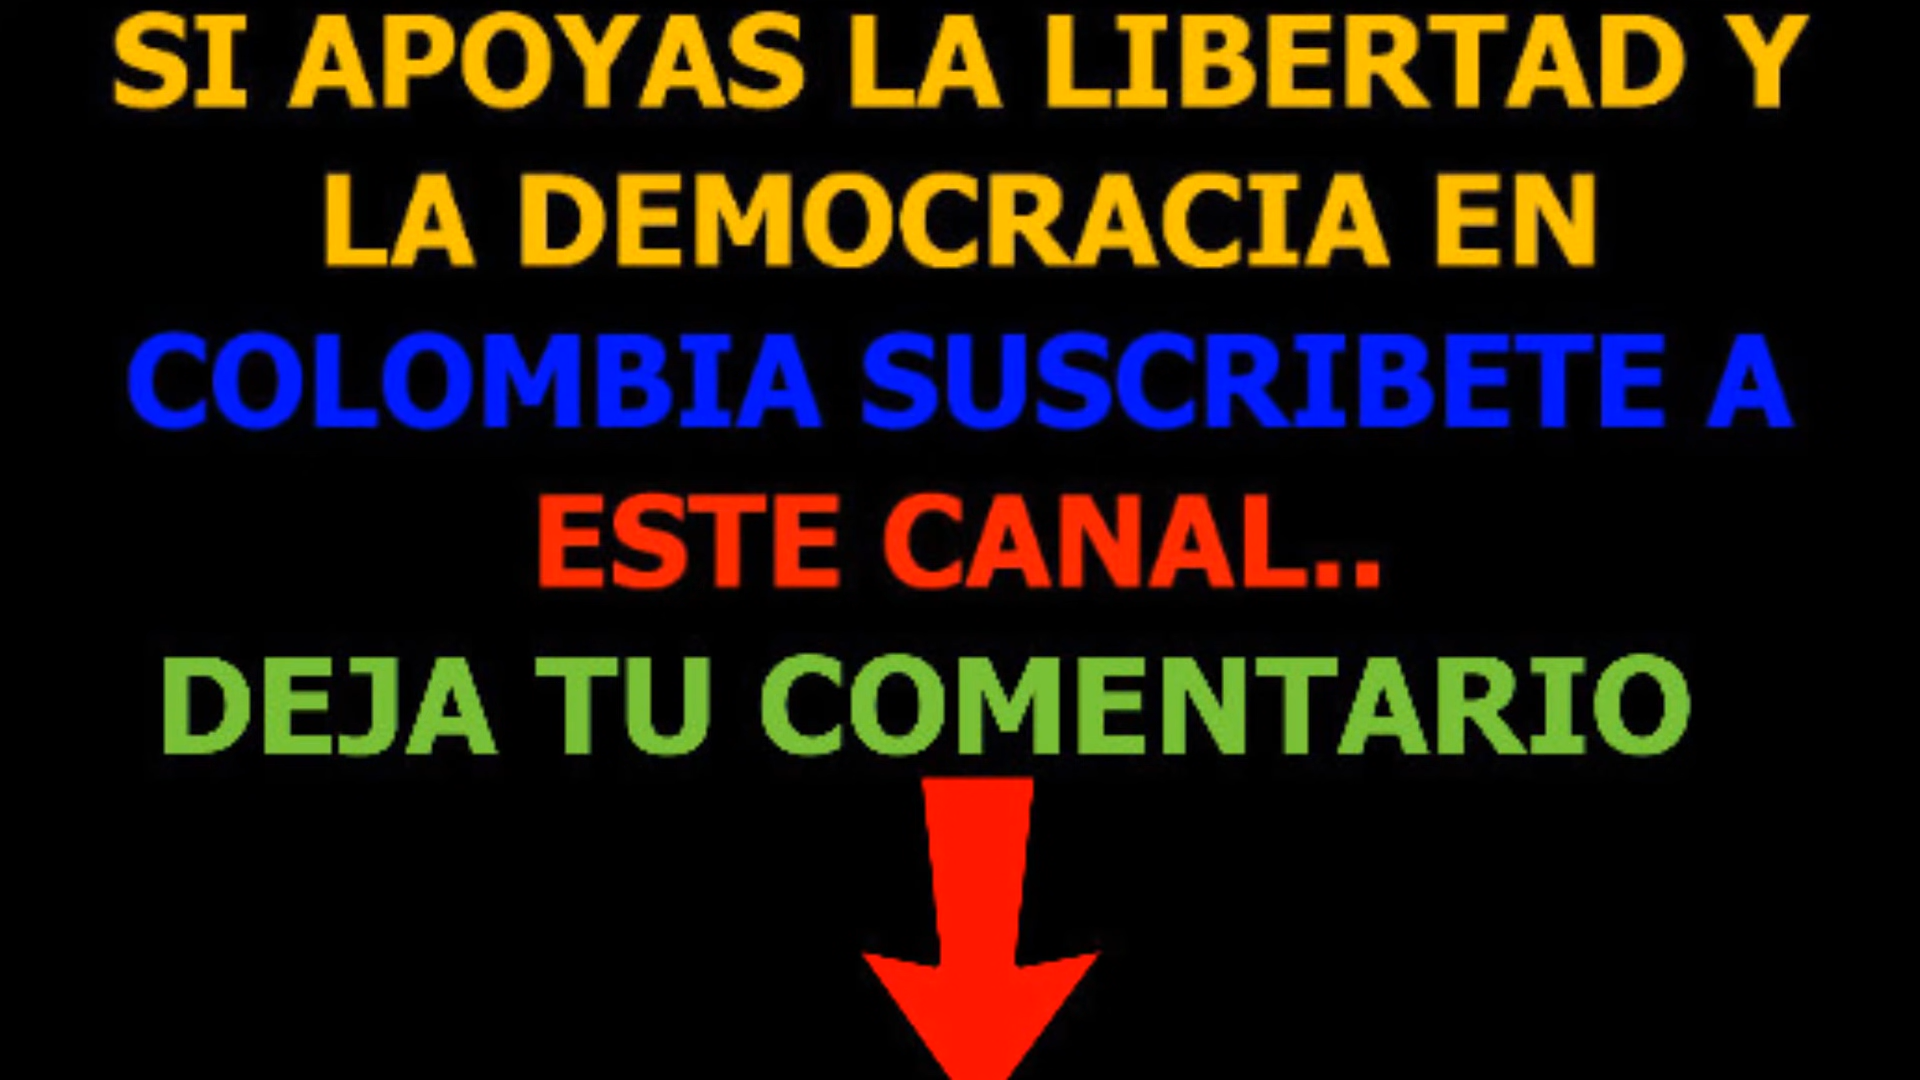 SI APOYAS LA LIBERTAD Y
LA DEMOCRACIA EN
COLOMBIA SUSCRIBETE A
ESTE CANAL..
DEJA TU COMENTARIO